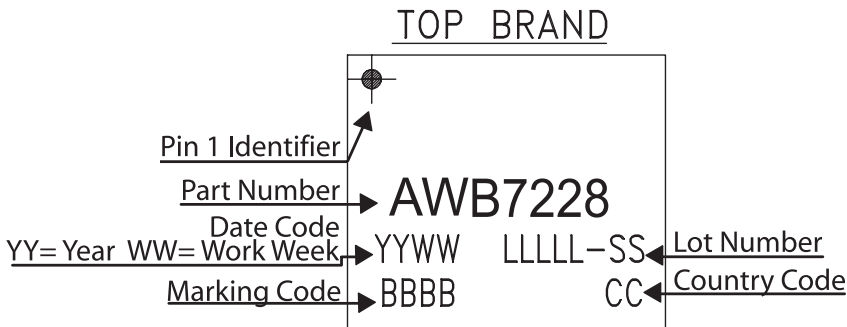 TOP BRAND
Pin 1 Identifier
Part Number
AWB7228
Date Code
YY= Year WW= Work Week
YYWW LLLLL-SS
Lot Number
Marking Code
BBBB CC
Country Code